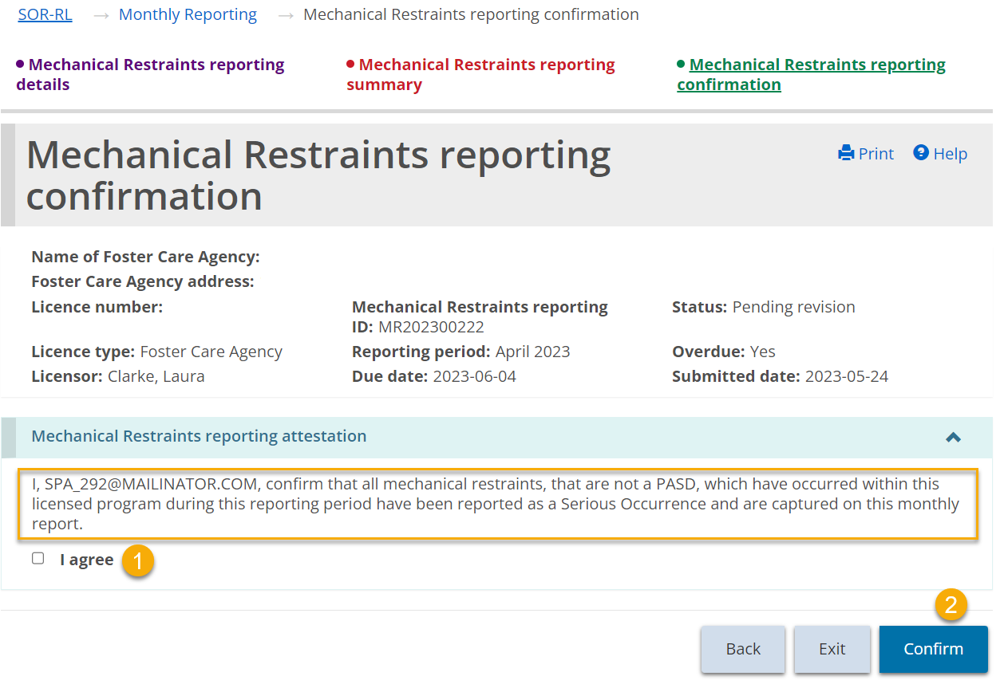 SOR-RL → Monthly Reporting → Mechanical Restraints reporting confirmation
• Mechanical Restraints reporting
details
• Mechanical Restraints reporting
summary
• Mechanical Restraints reporting
confirmation
Mechanical Restraints reporting
confirmation
Print
Help
Name of Foster Care Agency:
Foster Care Agency address:
Licence number:
Mechanical Restraints reporting
ID: MR202300222
Status: Pending revision
Licence type: Foster Care Agency
Reporting period: April 2023
Overdue: Yes
Licensor: Clarke, Laura
Due date: 2023-06-04
Submitted date: 2023-05-24
Mechanical Restraints reporting attestation
I, SPA_292@MAILINATOR.COM, confirm that all mechanical restraints, that are not a PASD, which have occurred within this
licensed program during this reporting period have been reported as a Serious Occurrence and are captured on this monthly
report.
I agree
1
2
Back
Exit
Confirm